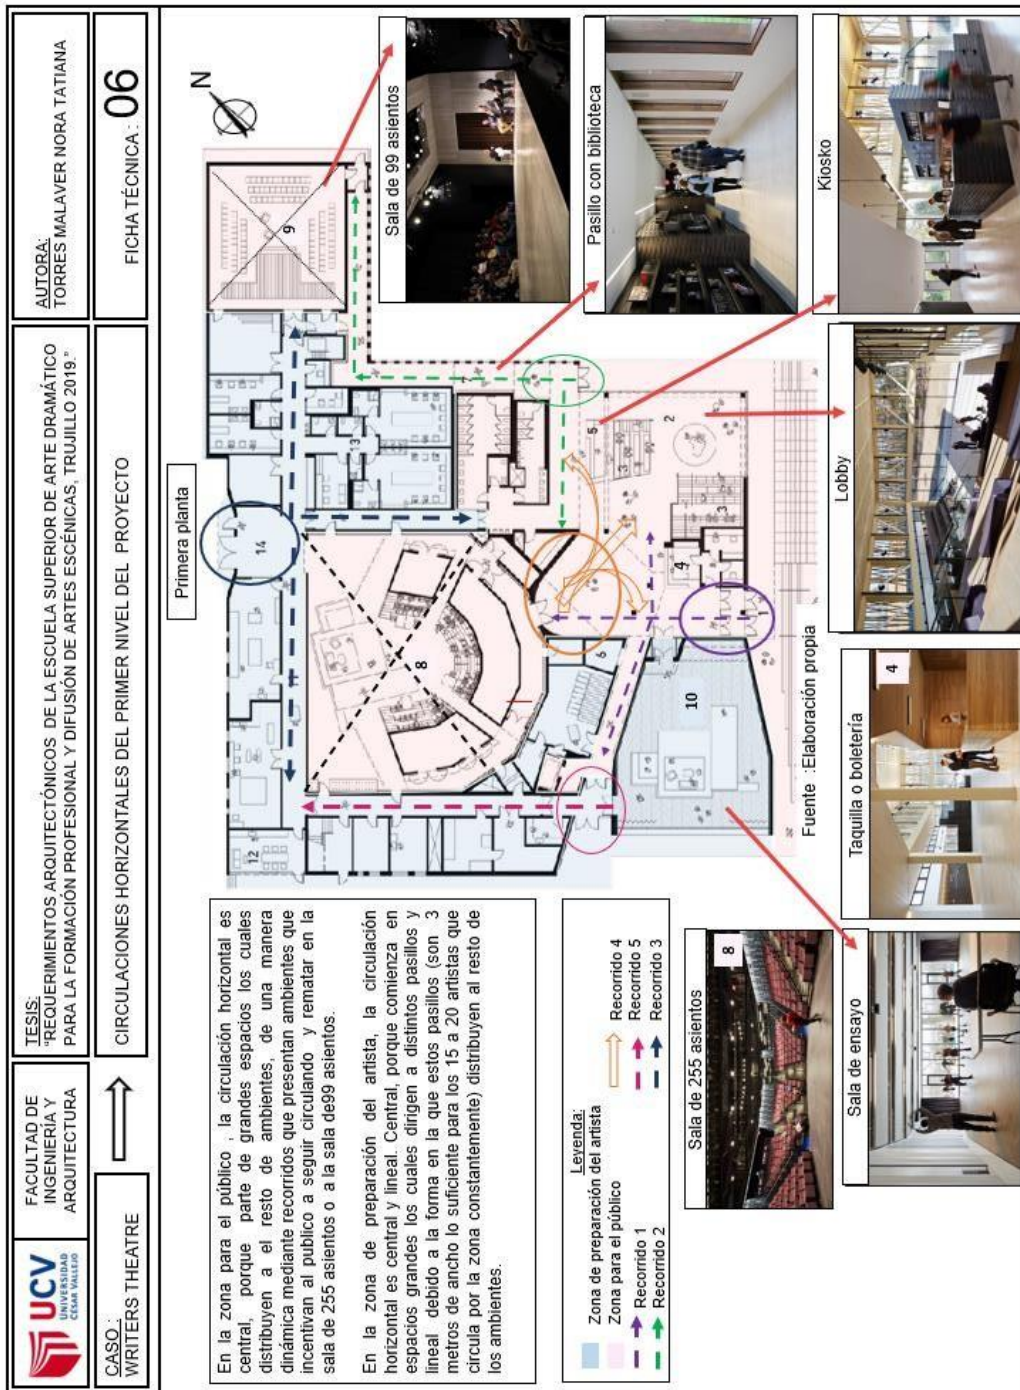 UCV
UNIVERSIDAD
CÉSAR VALLEJO
FACULTAD DE
INGENIERÍA Y
ARQUITECTURA
TESIS:
"REQUERIMIENTOS ARQUITECTÓNICOS DE LA ESCUELA SUPERIOR DE ARTE DRAMÁTICO
PARA LA FORMACIÓN PROFESIONAL Y DIFUSIÓN DE ARTES ESCÉNICAS, TRUJILLO 2019."
AUTORA:
TORRES MALAVER NORA TATIANA
CASO :
WRITERS THEATRE
CIRCULACIONES HORIZONTALES DEL PRIMER NIVEL DEL PROYECTO
FICHA TÉCNICA : 06
En la zona para el público , la circulación horizontal es
central, porque parte de grandes espacios los cuales
distribuyen a el resto de ambientes, de una manera
dinámica mediante recorridos que presentan ambientes que
incentivan al publico a seguir circulando y rematar en la
sala de 255 asientos o a la sala de99 asientos.
En la zona de preparación del artista, la circulación
horizontal es central y lineal. Central, porque comienza en
espacios grandes los cuales dirigen a distintos pasillos y
lineal debido a la forma en la que estos pasillos (son 3
metros de ancho lo suficiente para los 15 a 20 artistas que
circula por la zona constantemente) distribuyen al resto de
los ambientes.
Leyenda:
Zona de preparación del artista
Zona para el público
Recorrido 1
Recorrido 2
Recorrido 4
Recorrido 5
Recorrido 3
Primera planta
N
12
14
13
9
8
7
6
10
5
2
3
4
1
Fuente :Elaboración propia
Sala de 99 asientos
Pasillo con biblioteca
Kiosko
Lobby
Taquilla o boletería
4
Sala de 255 asientos
8
Sala de ensayo